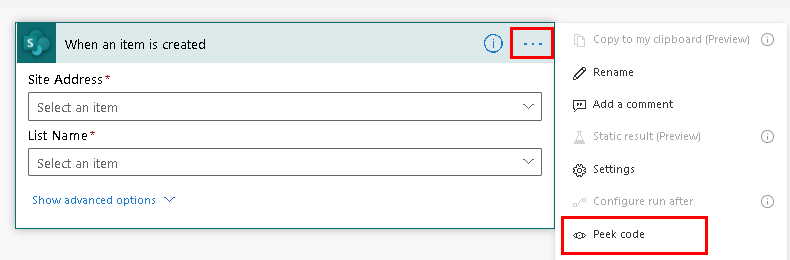 When an item is created
Site Address*
Select an item
List Name*
Select an item
Show advanced options
Copy to my clipboard (Preview)
Rename
Add a comment
Static result (Preview)
Settings
Configure run after
Peek code